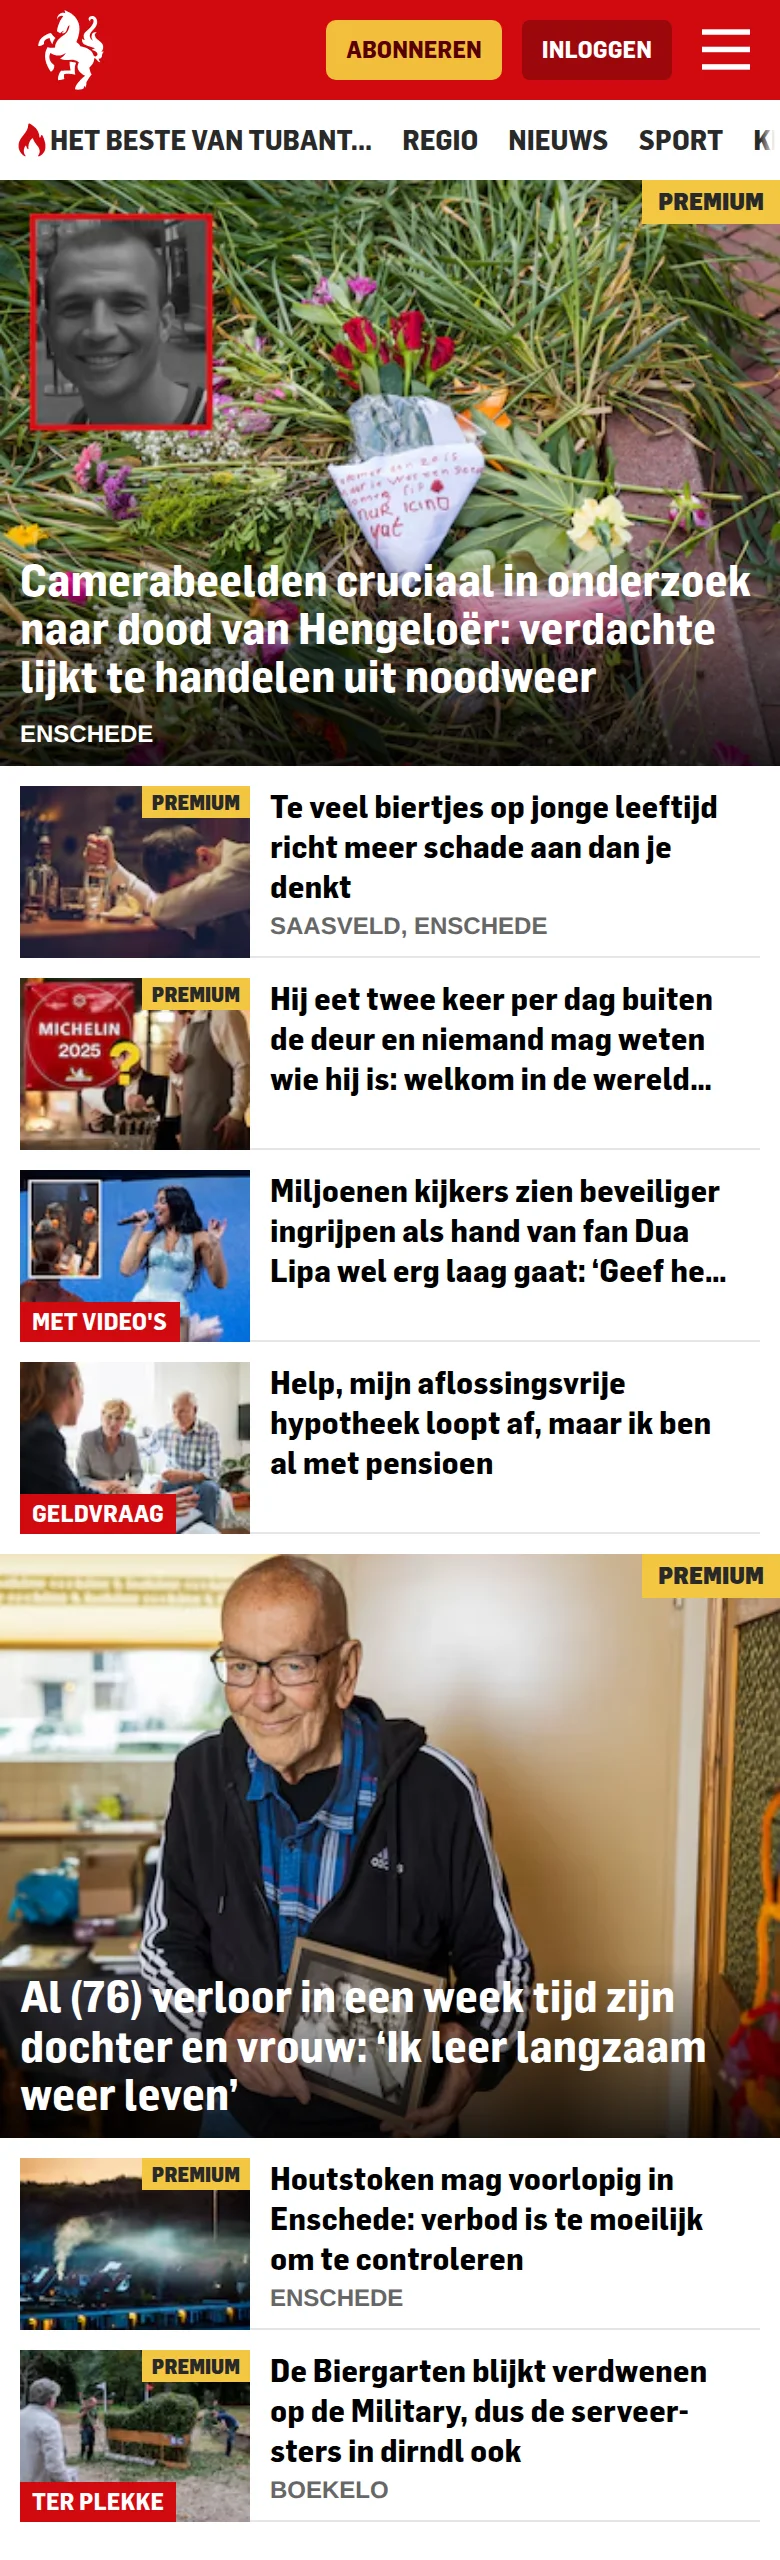 ABONNEREN
INLOGGEN
HET BESTE VAN TUBANT...
REGIO
NIEUWS
SPORT
PREMIUM
NUR KIND
Camerabeelden cruciaal in onderzoek
naar dood van Hengeloër: verdachte
lijkt te handelen uit noodweer
ENSCHEDE
PREMIUM
Te veel biertjes op jonge leeftijd
richt meer schade aan dan je
denkt
SAASVELD, ENSCHEDE
PREMIUM
MICHELIN
2025
?
Hij eet twee keer per dag buiten
de deur en niemand mag weten
wie hij is: welkom in de wereld...
MET VIDEO'S
Miljoenen kijkers zien beveiliger
ingrijpen als hand van fan Dua
Lipa wel erg laag gaat: ‘Geef he...
GELDVRAAG
Help, mijn aflossingsvrije
hypotheek loopt af, maar ik ben
al met pensioen
PREMIUM
adidas
Al (76) verloor in een week tijd zijn
dochter en vrouw: ‘Ik leer langzaam
weer leven’
PREMIUM
Houtstoken mag voorlopig in
Enschede: verbod is te moeilijk
om te controleren
ENSCHEDE
PREMIUM
TER PLEKKE
De Biergarten blijkt verdwenen
op de Military, dus de serveer-
sters in dirndl ook
BOEKELO